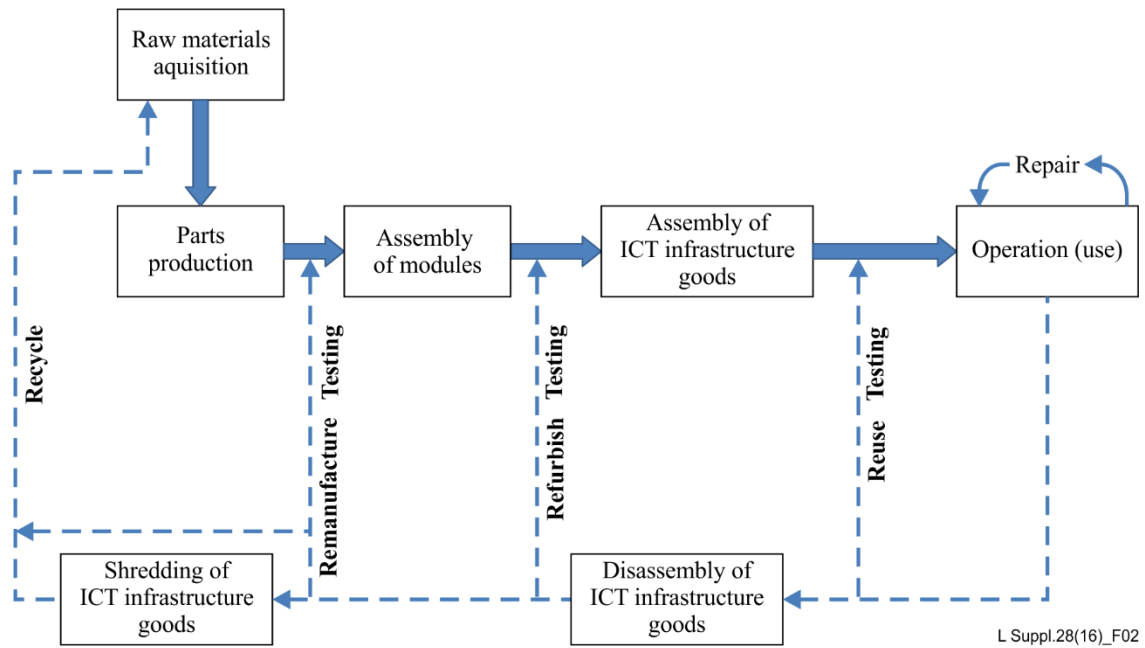 Raw materials
aquisition
Repair
Parts
production
Assembly
of modules
Assembly of
ICT infrastructure
goods
Operation (use)
Recycle
Remanufacture Testing
Refurbish Testing
Reuse Testing
Shredding of
ICT infrastructure
goods
Disassembly of
ICT infrastructure
goods
L Suppl.28(16)_F02